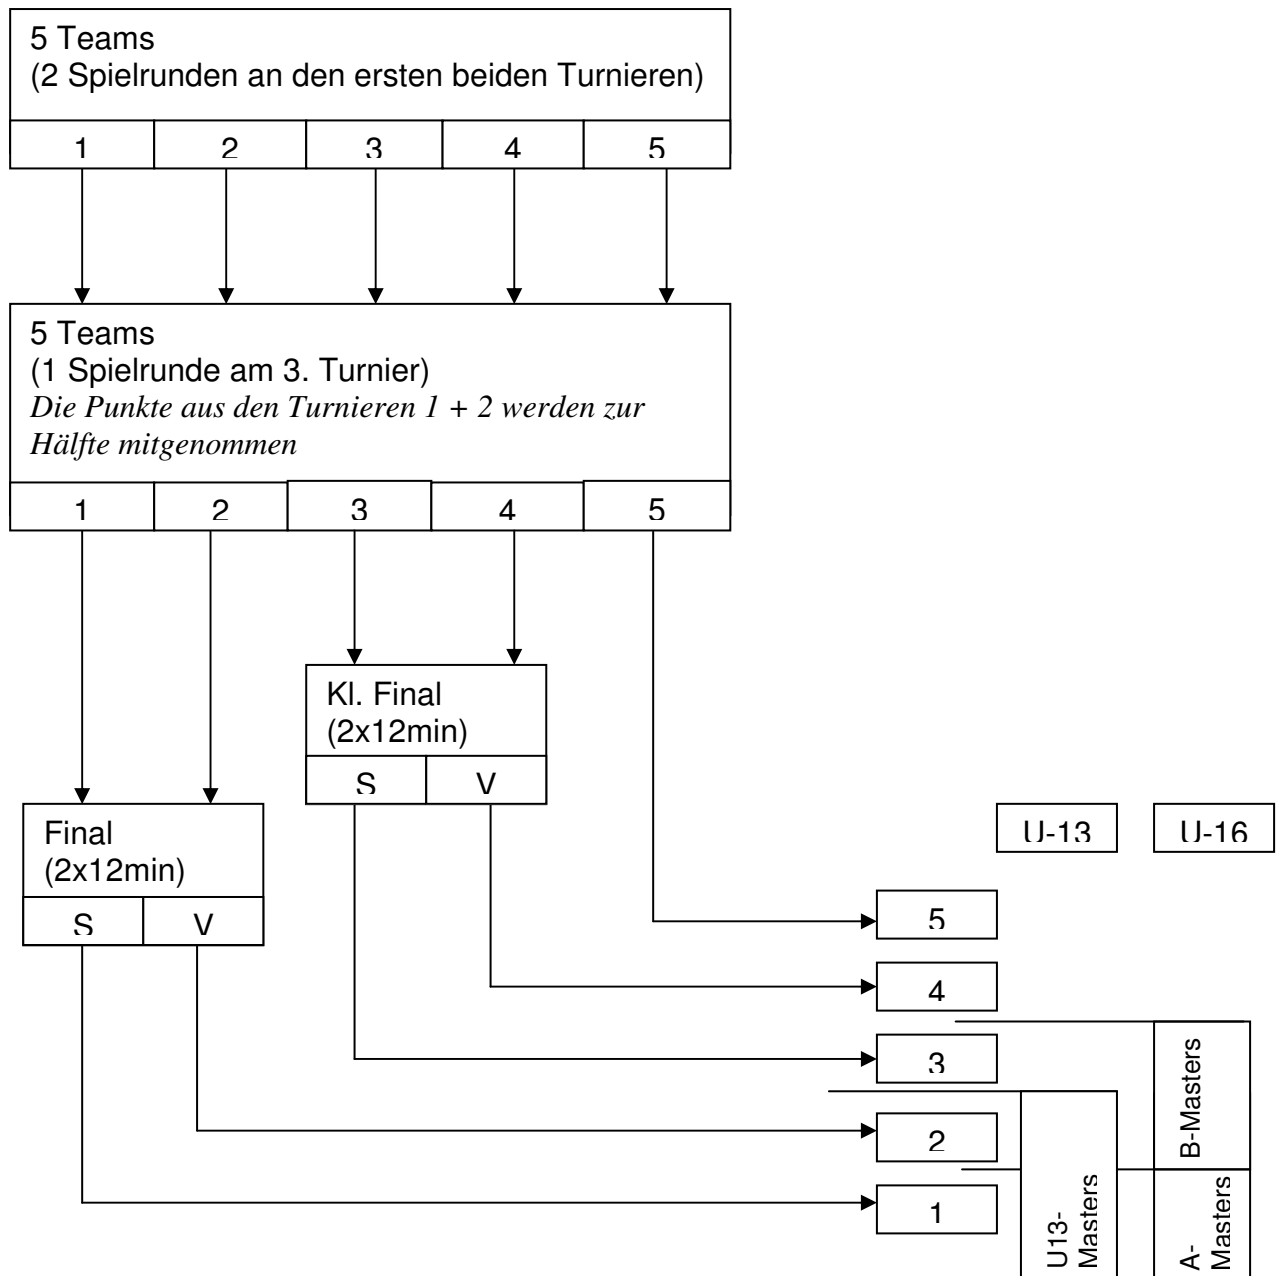 5 Teams
(2 Spielrunden an den ersten beiden Turnieren)
1 2 3 4 5
5 Teams
(1 Spielrunde am 3. Turnier)
Die Punkte aus den Turnieren 1 + 2 werden zur
Hälfte mitgenommen
1 2 3 4 5
Kl. Final
(2x12min)
S V
Final
(2x12min)
S V
U-13 U-16
5
4
3
2
1
B-Masters
U13-
Masters
A-
Masters